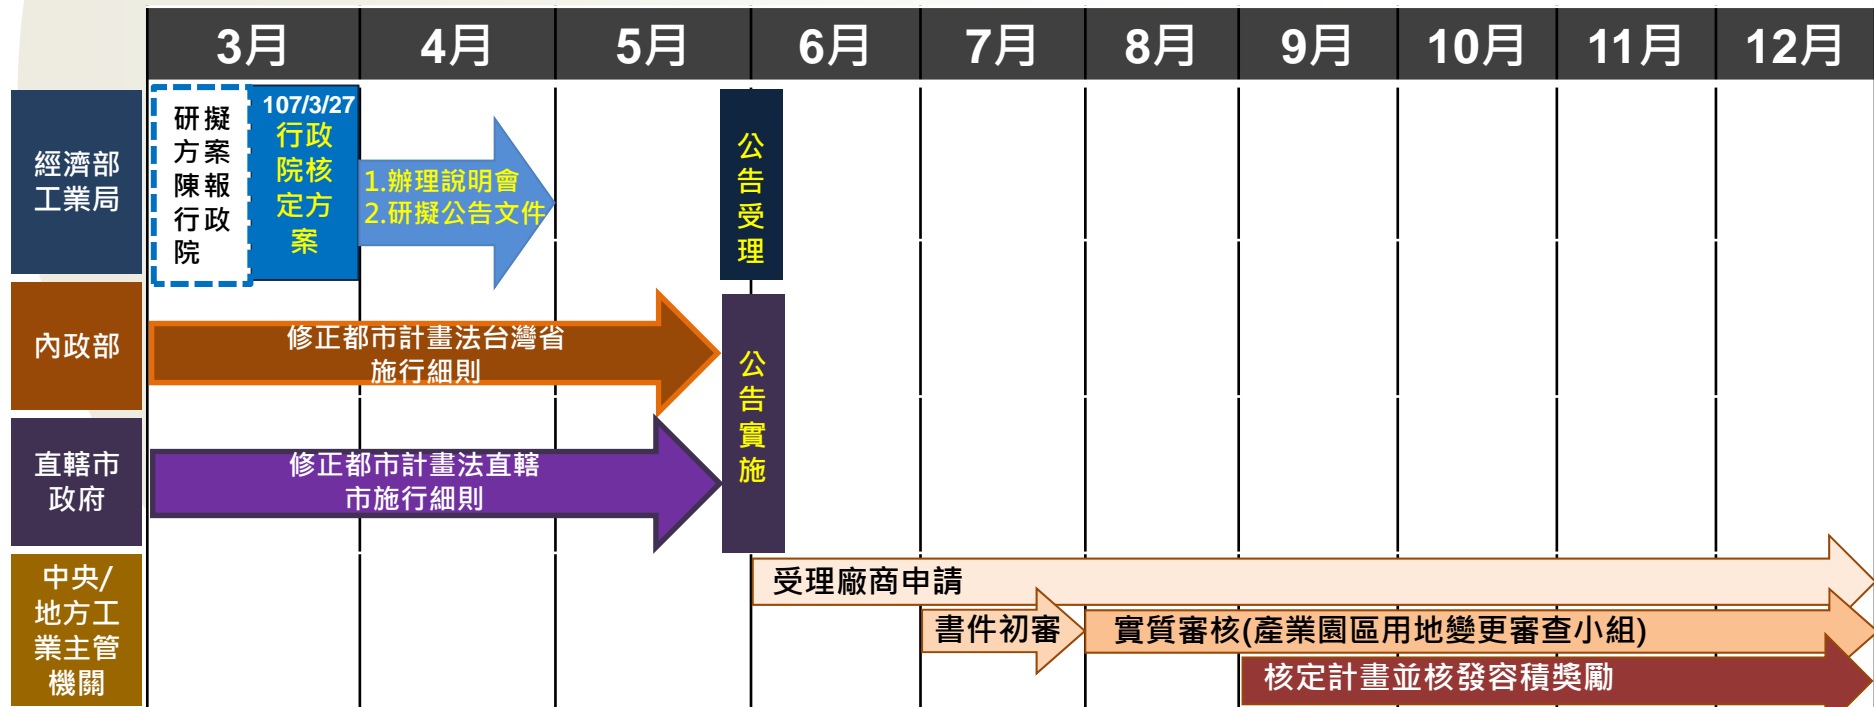 3月
4月
5月
6月
7月
8月
9月
10月
11月
12月
經濟部
工業局
研擬
方案
陳報
行政
院
107/3/27
行政
院核
定方
案
1.辦理說明會
2.研擬公告文件
公
告
受
理
內政部
修正都市計畫法台灣省
施行細則
公
告
實
施
直轄市
政府
修正都市計畫法直轄
市施行細則
中央/
地方工
業主管
機關
受理廠商申請
書件初審
實質審核(產業園區用地變更審查小組)
核定計畫並核發容積獎勵